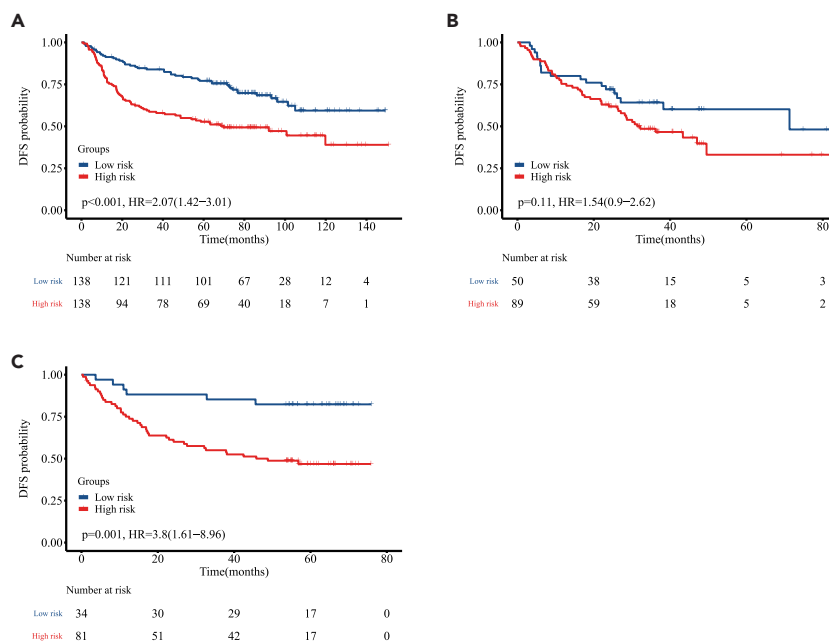 A
DFS probability
1.00
0.75
0.50
0.25
0.00
Groups
Low risk
High risk
p<0.001, HR=2.07(1.42−3.01)
0 20 40 60 80 100 120 140
Time(months)
Number at risk
Low risk 138 121 111 101 67 28 12 4
High risk 138 94 78 69 40 18 7 1
B
DFS probability
1.00
0.75
0.50
0.25
0.00
Groups
Low risk
High risk
p=0.11, HR=1.54(0.9−2.62)
0 20 40 60 80
Time(months)
Number at risk
Low risk 50 38 15 5 3
High risk 89 59 18 5 2
C
DFS probability
1.00
0.75
0.50
0.25
0.00
Groups
Low risk
High risk
p=0.001, HR=3.8(1.61−8.96)
0 20 40 60 80
Time(months)
Number at risk
Low risk 34 30 29 17 0
High risk 81 51 42 17 0